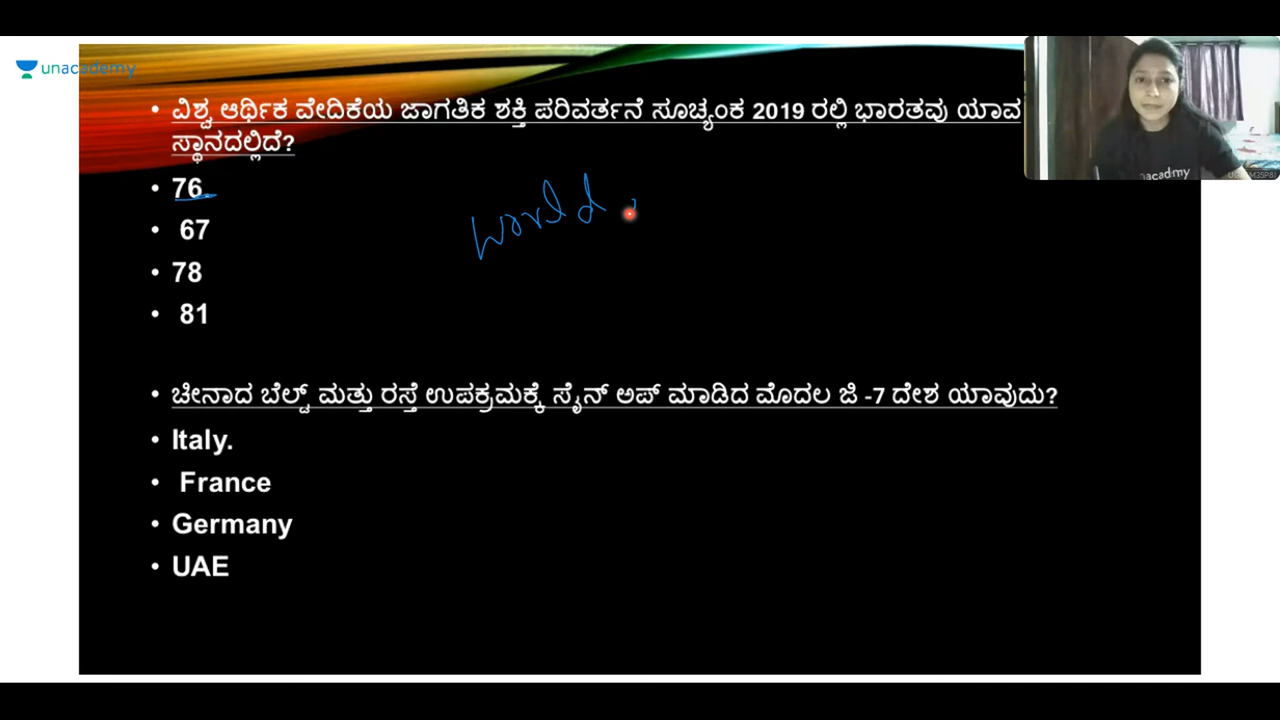 unacademy
• ವಿಶ್ವ ಆರ್ಥಿಕ ವೇದಿಕೆಯ ಜಾಗತಿಕ ಶಕ್ತಿ ಪರಿವರ್ತನೆ ಸೂಚ್ಯಂಕ 2019 ರಲ್ಲಿ ಭಾರತವು ಯಾವ
ಸ್ಥಾನದಲ್ಲಿದೆ?
• 76
• 67
• 78
• 81
World
• ಚೀನಾದ ಬೆಲ್ಟ್ ಮತ್ತು ರಸ್ತೆ ಉಪಕ್ರಮಕ್ಕೆ ಸೈನ್ ಅಪ್ ಮಾಡಿದ ಮೊದಲ ಜಿ -7 ದೇಶ ಯಾವುದು?
• Italy.
• France
• Germany
• UAE
unacademy